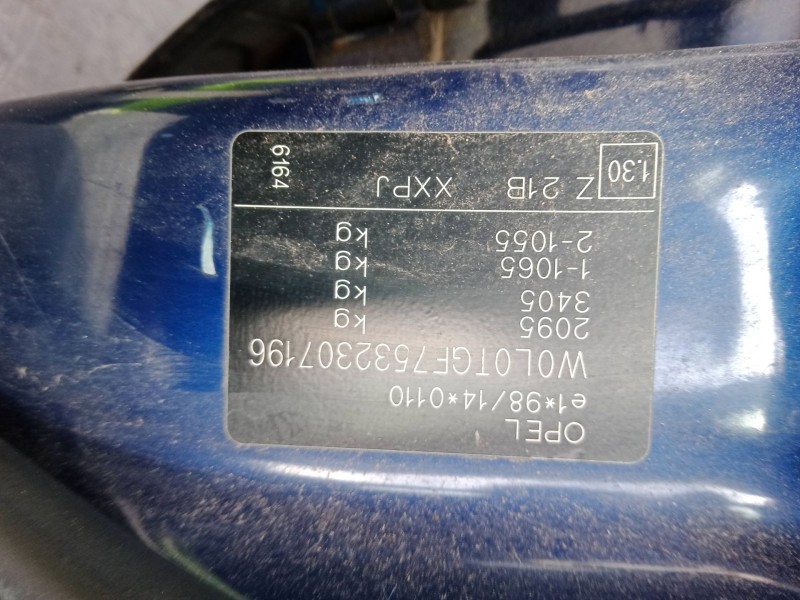 OPEL
e1*98/14*0110
W0L0TGF7532307196
2095 kg
3405 kg
1-1065 kg
2-1055 kg
Z 21B XXPJ
1.30 6164